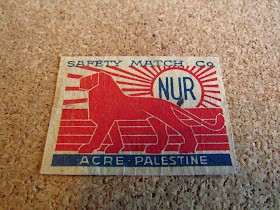 SAFETY MATCH, Co
NUR
ACRE - PALESTINE